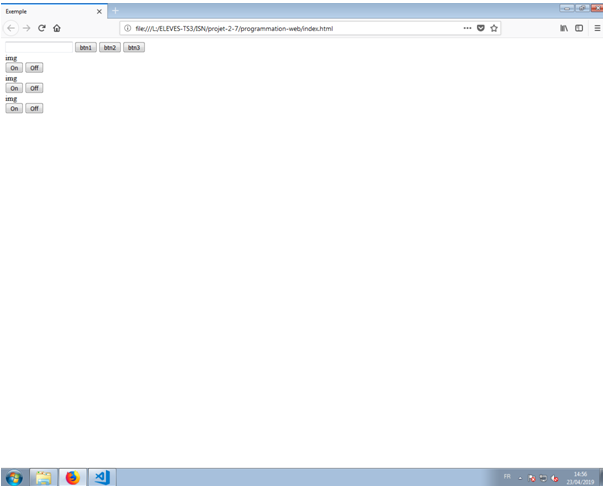 Exemple
file:///L:/ELEVES-TS3/ISN/projet-2-7/programmation-web/index.html
btn1 btn2 btn3
img
On Off
img
On Off
img
On Off
FR 14:56
23/04/2019